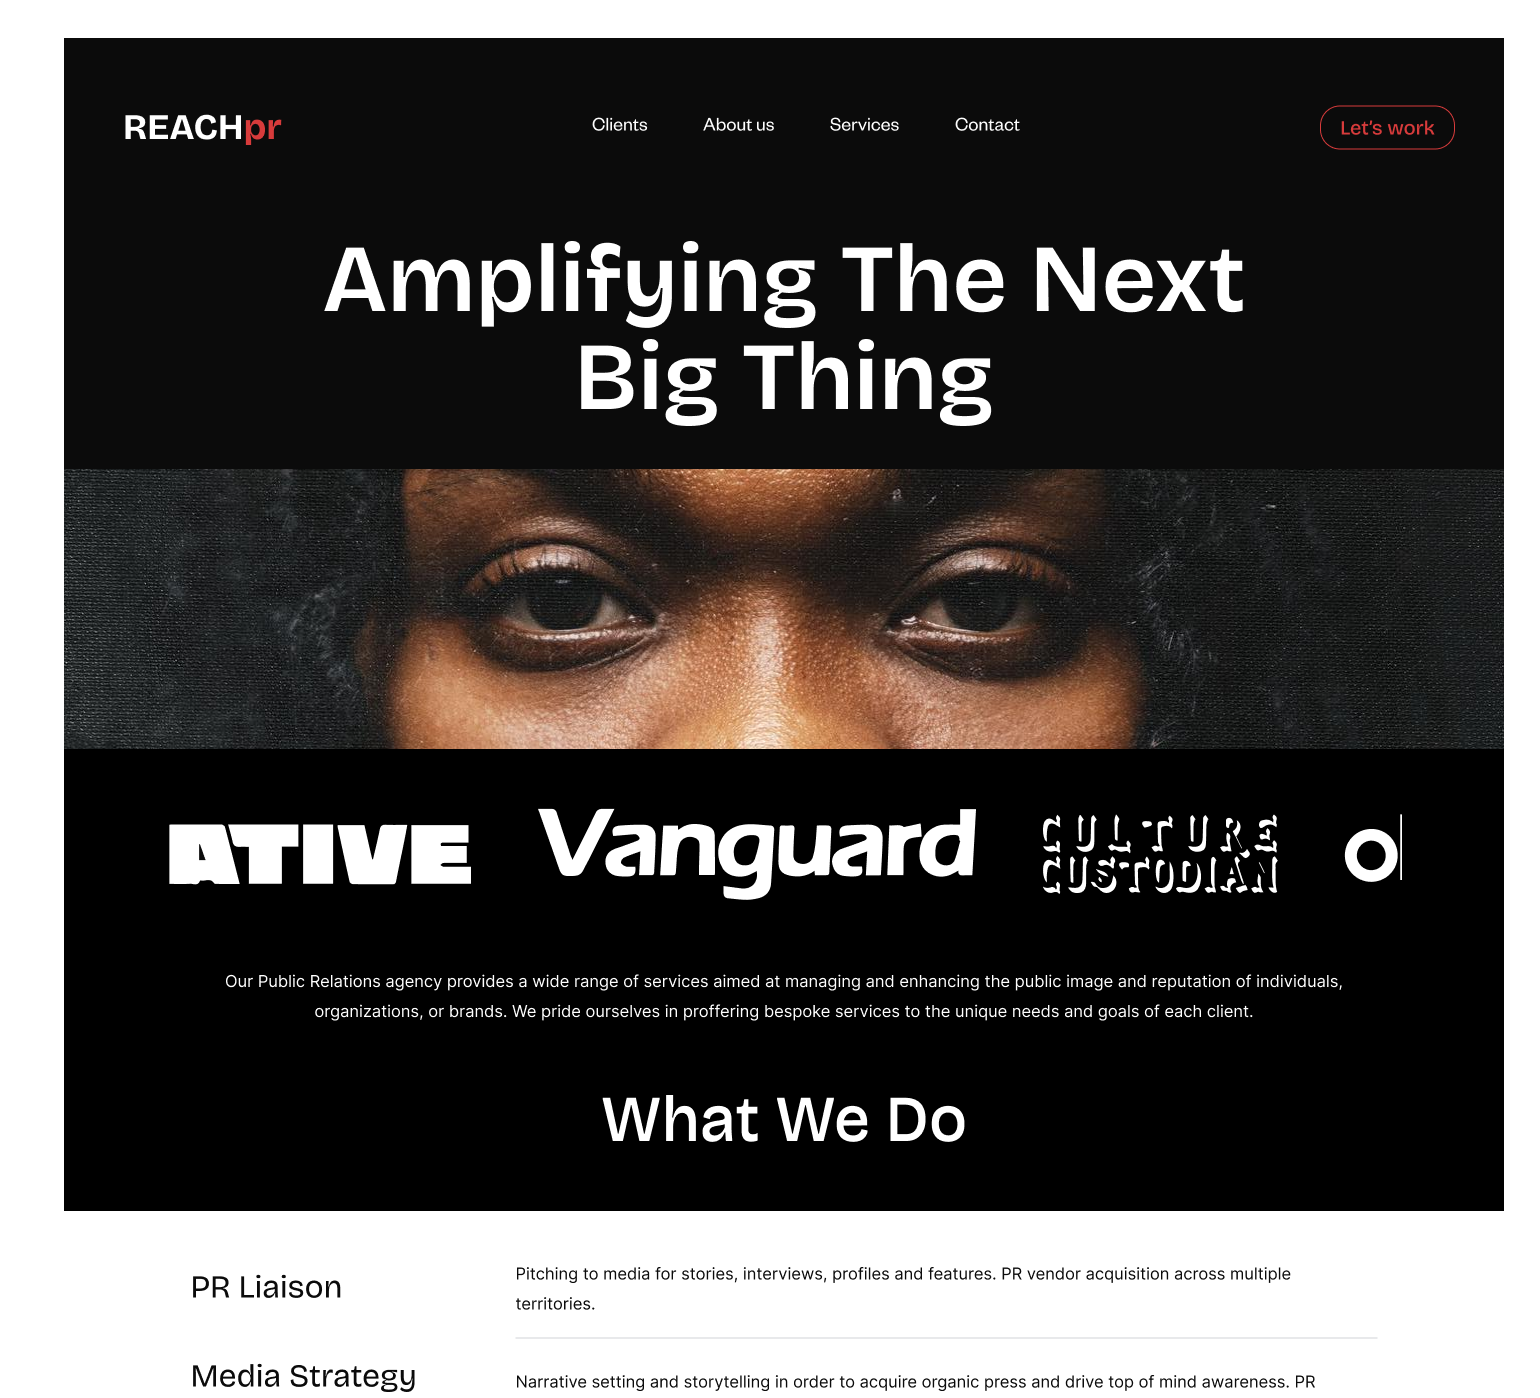 REACHpr
Clients
About us
Services
Contact
Let's work
Amplifying The Next
Big Thing
ATIVE
Vanguard
CULTURE
CUSTODIAN
O
Our Public Relations agency provides a wide range of services aimed at managing and enhancing the public image and reputation of individuals,
organizations, or brands. We pride ourselves in proffering bespoke services to the unique needs and goals of each client.
What We Do
PR Liaison
Pitching to media for stories, interviews, profiles and features. PR vendor acquisition across multiple
territories.
Media Strategy
Narrative setting and storytelling in order to acquire organic press and drive top of mind awareness. PR